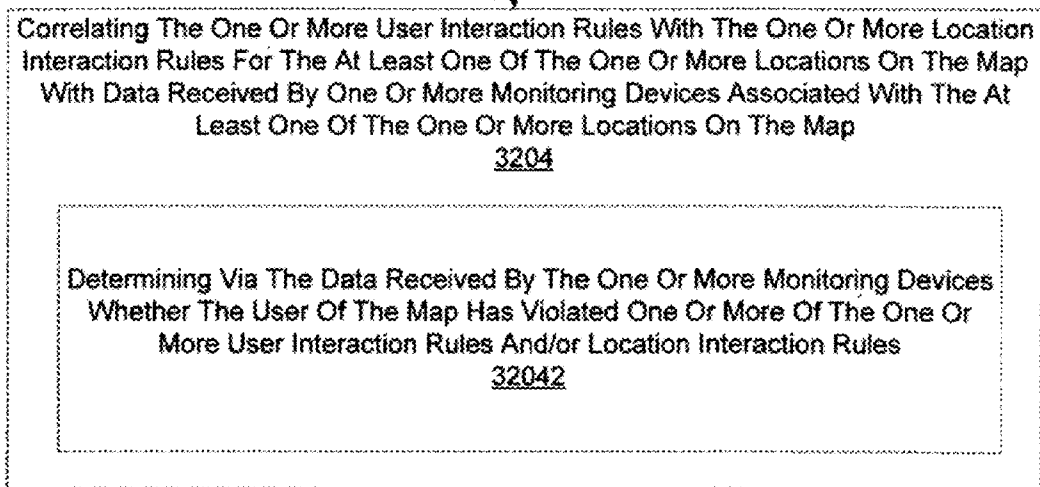 Correlating The One Or More User Interaction Rules With The One Or More Location
Interaction Rules For The At Least One Of The One Or More Locations On The Map
With Data Received By One Or More Monitoring Devices Associated With The At
Least One Of The One Or More Locations On The Map
3204
Determining Via The Data Received By The One Or More Monitoring Devices
Whether The User Of The Map Has Violated One Or More Of The One Or
More User Interaction Rules And/or Location Interaction Rules
32042